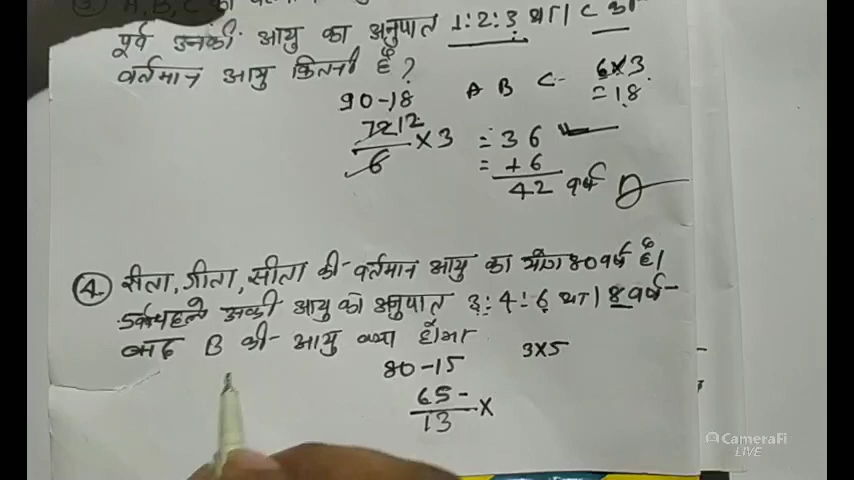 ③ A, B, C की
पूर्व उनकी आयु का अनुपात 1:2:3 था। C की
वर्तमान आयु कितनी है?
90-18
A B C- 6×3
=18
7212
6 ×3 = 36
= +6
42 वर्ष
④ रीता, गीता, सीता की वर्तमान आयु का योग 80 वर्ष है।
5 वर्ष पहले उनकी आयु का अनुपात 3:4:6 था। 8 वर्ष
बाद B की आयु क्या होगा
3×5
80-15
65-
13 ×
CameraFi
LIVE